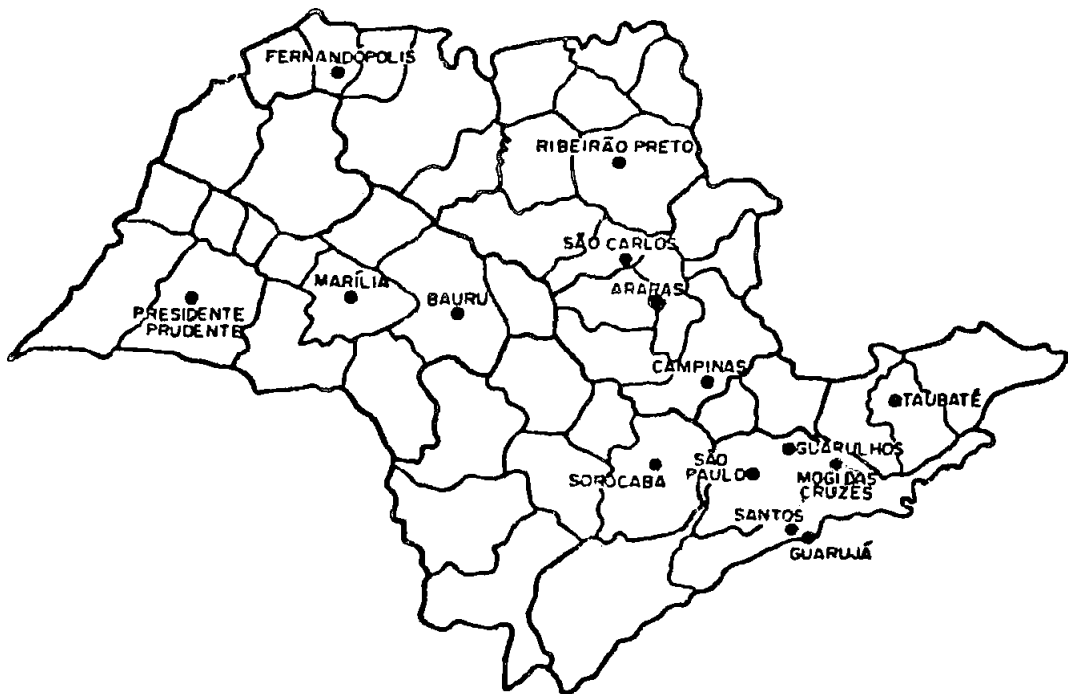 FERNANDÓPOLIS
RIBEIRÃO PRETO
SÃO CARLOS
MARÍLIA
BAURU
ARARAS
PRESIDENTE
PRUDENTE
CAMPINAS
TAUBATÉ
GUARULHOS
SÃO
PAULO
SOROCABA
MOGI DAS
CRUZES
SANTOS
GUARUJÁ